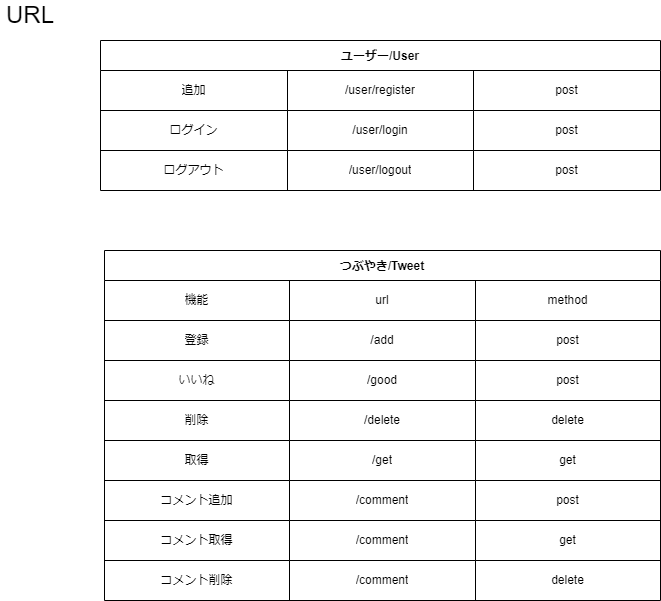 URL
ユーザー/User
追加 /user/register post
ログイン /user/login post
ログアウト /user/logout post
つぶやき/Tweet
機能 url method
登録 /add post
いいね /good post
削除 /delete delete
取得 /get get
コメント追加 /comment post
コメント取得 /comment get
コメント削除 /comment delete